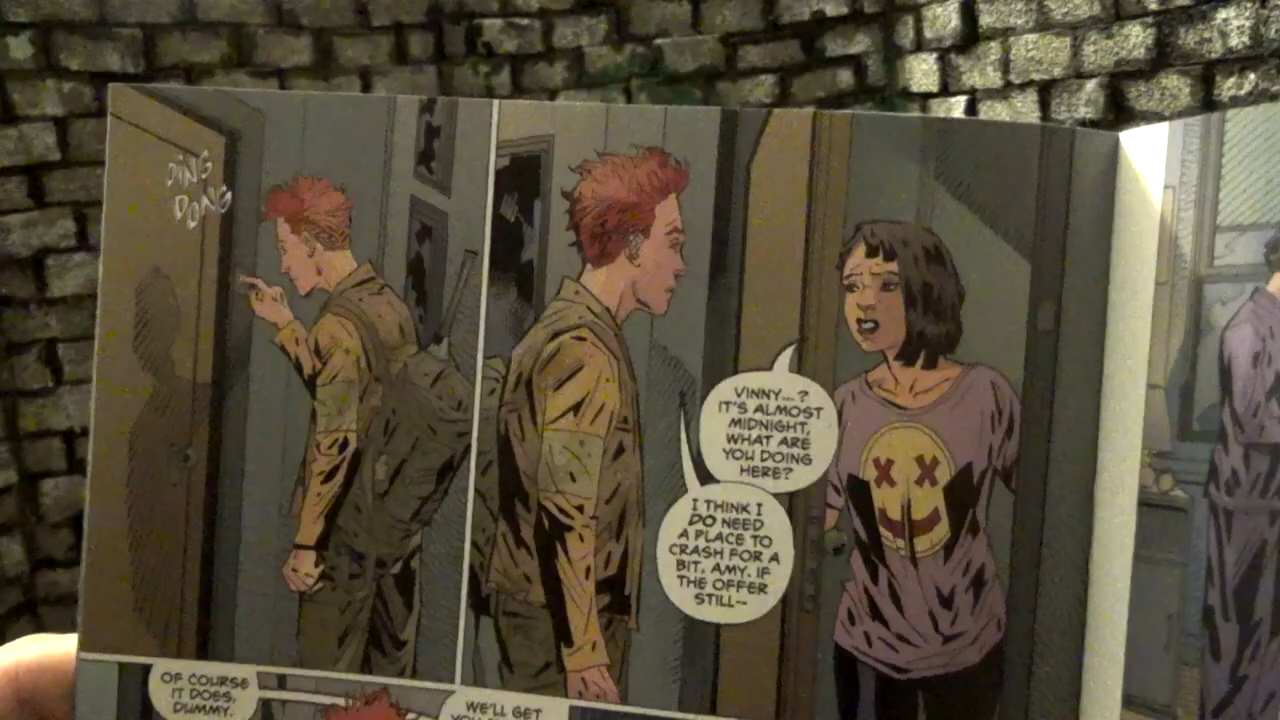 DING
DONG
VINNY...?
IT'S ALMOST
MIDNIGHT,
WHAT ARE
YOU DOING
HERE?
I THINK I
DO NEED
A PLACE TO
CRASH FOR A
BIT, AMY. IF
THE OFFER
STILL--
OF COURSE
IT DOES,
DUMMY.
WE'LL GET